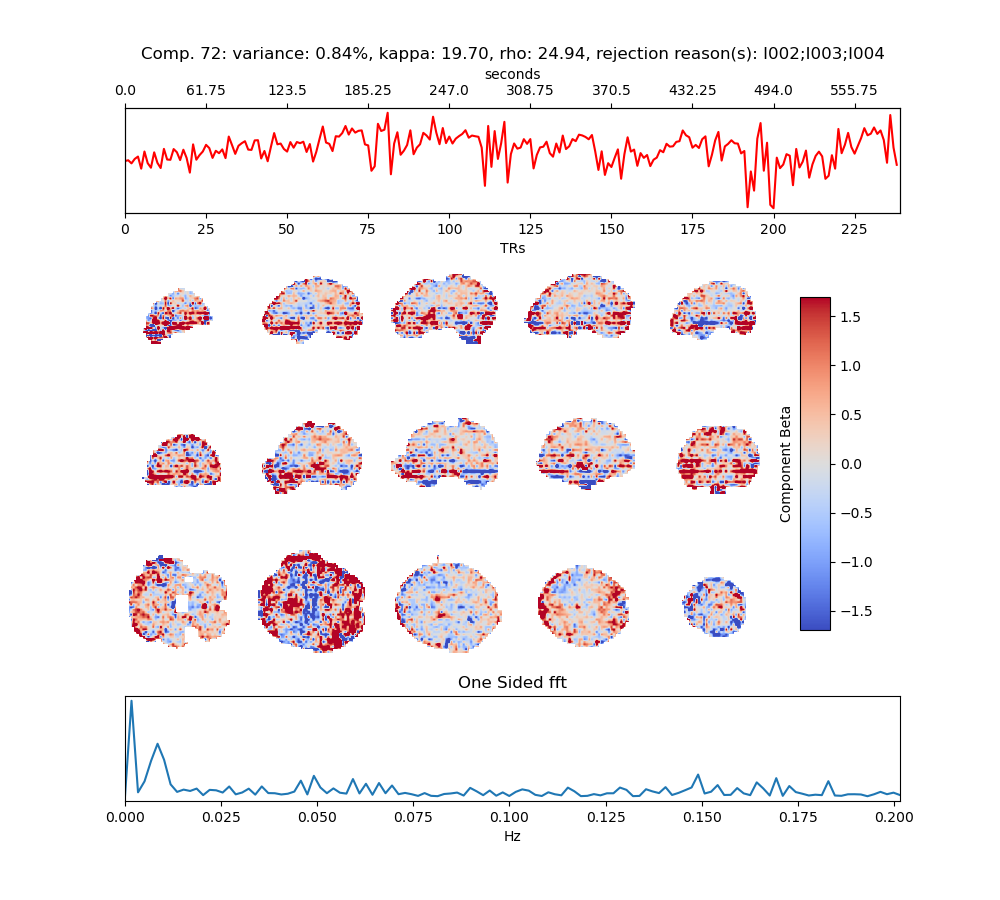 Comp. 72: variance: 0.84%, kappa: 19.70, rho: 24.94, rejection reason(s): I002;I003;I004
seconds
0.0 61.75 123.5 185.25 247.0 308.75 370.5 432.25 494.0 555.75
0 25 50 75 100 125 150 175 200 225
TRs
1.5
1.0
0.5
0.0
−0.5
−1.0
−1.5
Component Beta
One Sided fft
0.000 0.025 0.050 0.075 0.100 0.125 0.150 0.175 0.200
Hz